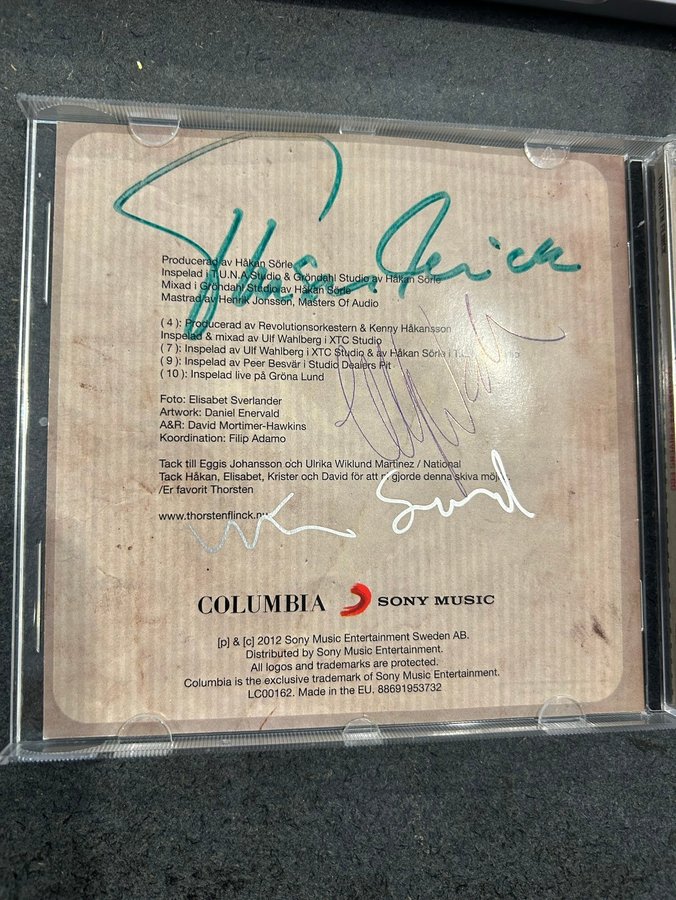 Producerad av Håkan Sörle
Inspelad i T.U.N.A Studio & Gröndahl Studio av Håkan Sörle
Mixad i Gröndahl Studio av Håkan Sörle
Mastrad av Henrik Jonsson, Masters Of Audio
( 4 ): Producerad av Revolutionsorkestern & Kenny Håkansson
Inspelad & mixad av Ulf Wahlberg i XTC Studio
( 7 ): Inspelad av Ulf Wahlberg i XTC Studio & av Håkan Sörle i
( 9 ): Inspelad av Peer Besvär i Studio Dealers Pit
( 10 ): Inspelad live på Gröna Lund
Foto: Elisabet Sverlander
Artwork: Daniel Enervald
A&R: David Mortimer-Hawkins
Koordination: Filip Adamo
Tack till Eggis Johansson och Ulrika Wiklund Martinez / National
Tack Håkan, Elisabet, Krister och David för att ni gjorde denna skiva
/Er favorit Thorsten
www.thorstenflinck.nu
COLUMBIA SONY MUSIC
[p] & [c] 2012 Sony Music Entertainment Sweden AB.
Distributed by Sony Music Entertainment.
All logos and trademarks are protected.
Columbia is the exclusive trademark of Sony Music Entertainment.
LC00162. Made in the EU. 88691953732